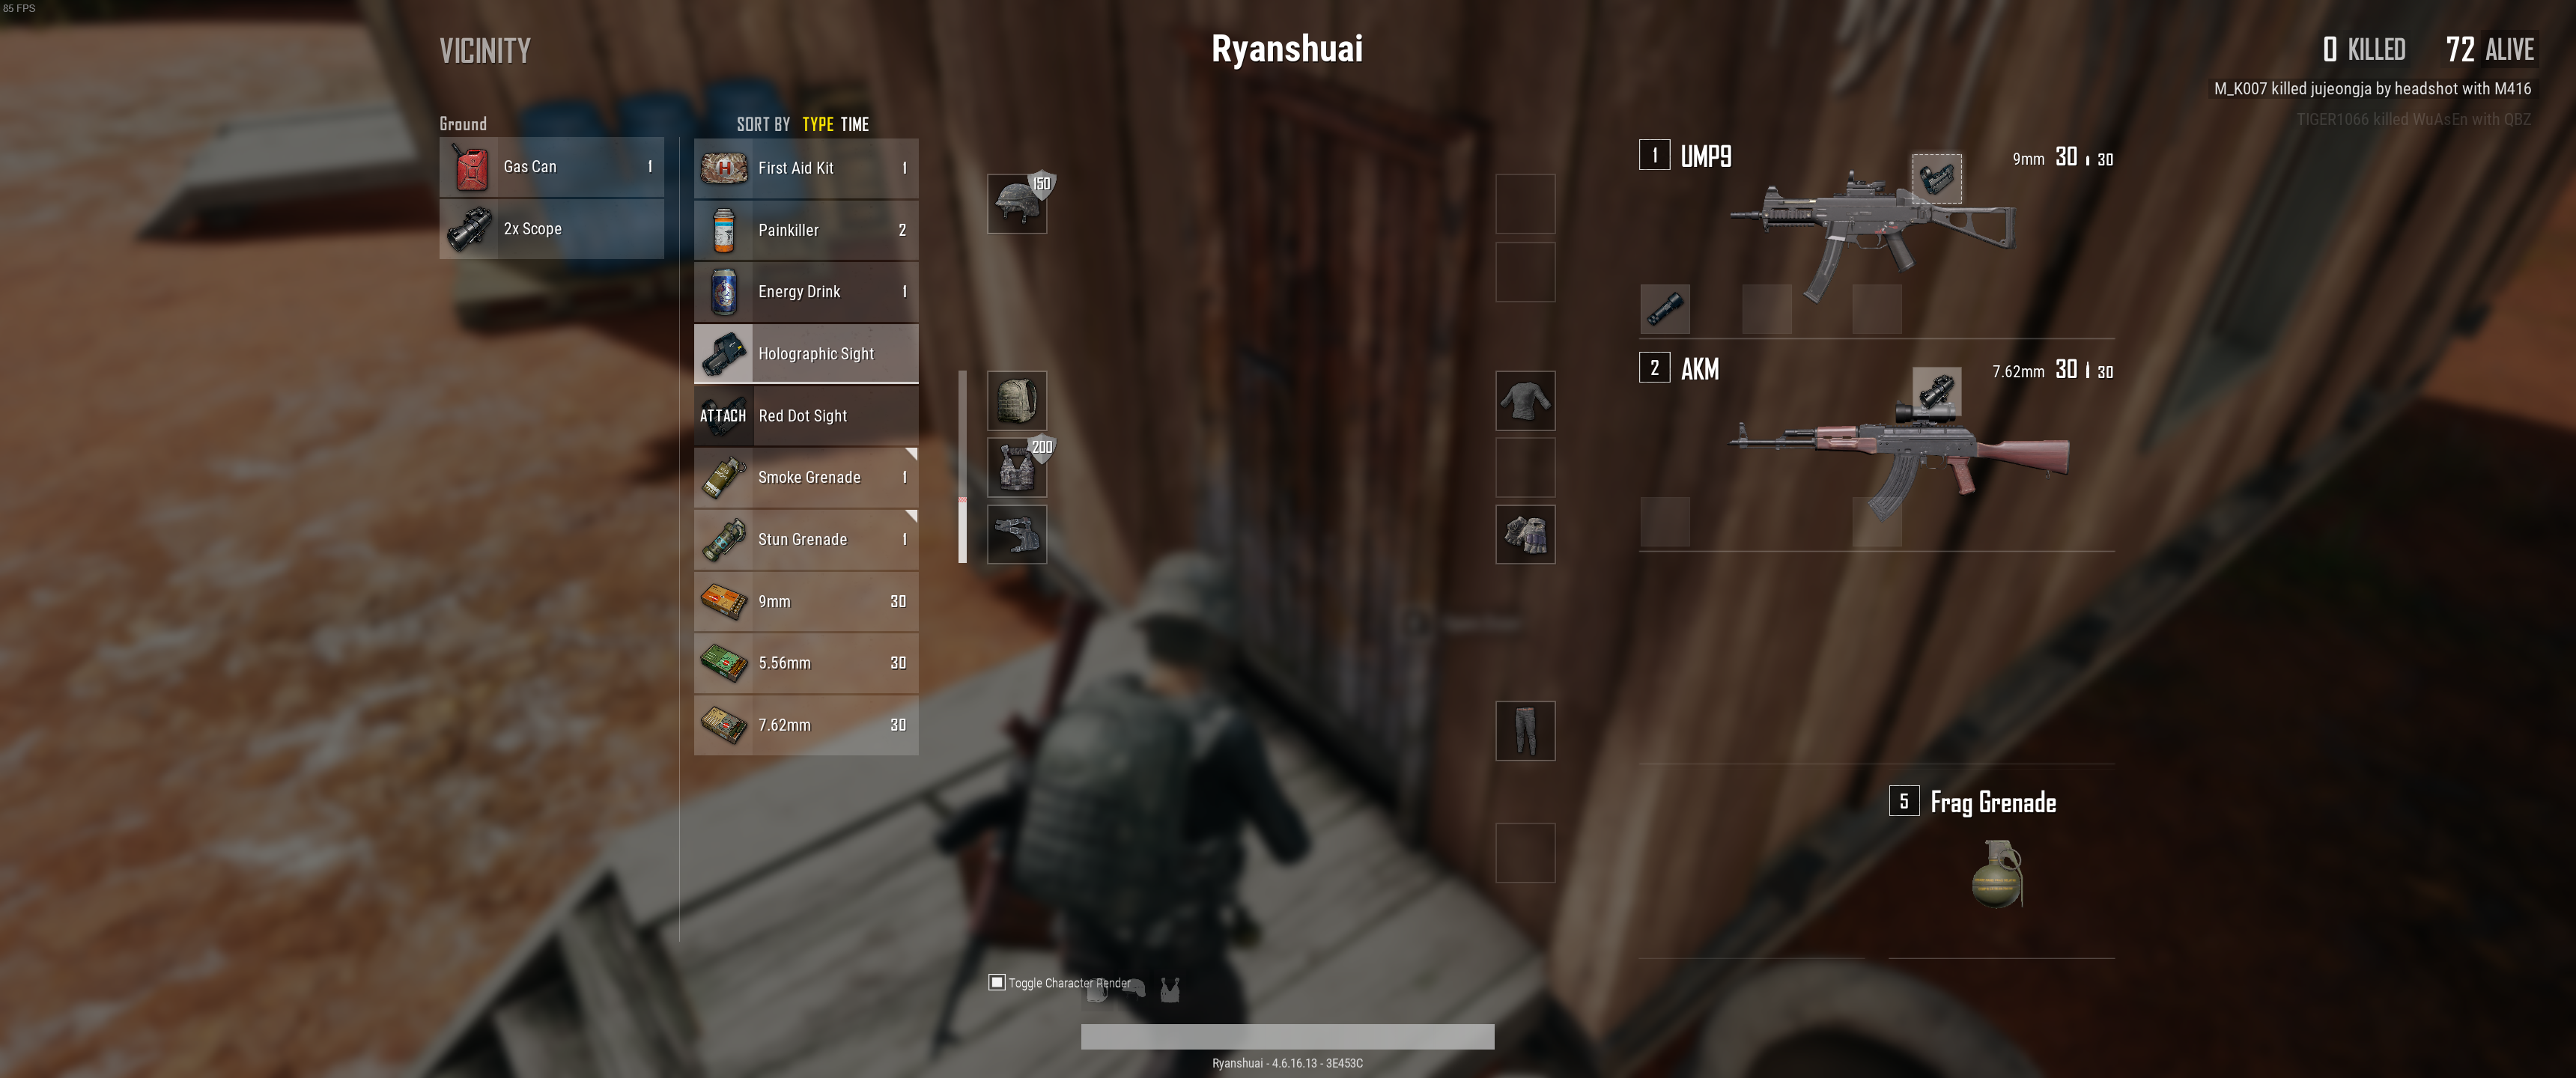 85 FPS
VICINITY
Ryanshuai
0 KILLED 72 ALIVE
M_K007 killed jujeongja by headshot with M416
TIGER1066 killed WuAsEn with QBZ
Ground
SORT BY TYPE TIME
Gas Can 1
2x Scope
First Aid Kit 1
Painkiller 2
Energy Drink 1
Holographic Sight
ATTACH Red Dot Sight
Smoke Grenade 1
Stun Grenade 1
9mm 30
5.56mm 30
7.62mm 30
150
200
1 UMP9 9mm 30 30
2 AKM 7.62mm 30 30
5 Frag Grenade
Toggle Character Render
Ryanshuai - 4.6.16.13 - 3E453C